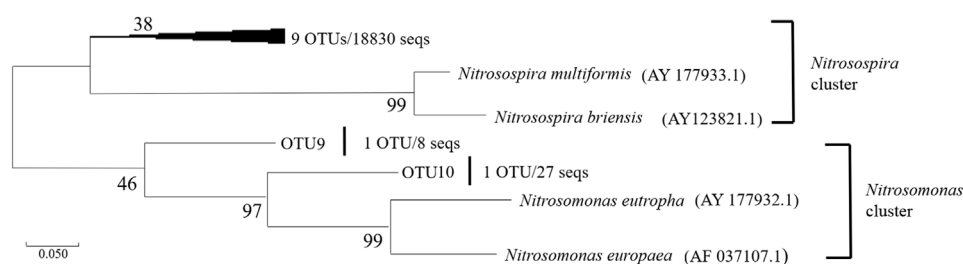 38
9 OTUs/18830 seqs
Nitrosospira multiformis (AY 177933.1)
Nitrosospira
cluster
99
Nitrosospira briensis (AY123821.1)
OTU9 1 OTU/8 seqs
46
OTU10 1 OTU/27 seqs
Nitrosomonas
cluster
97
Nitrosomonas eutropha (AY 177932.1)
99
Nitrosomonas europaea (AF 037107.1)
0.050